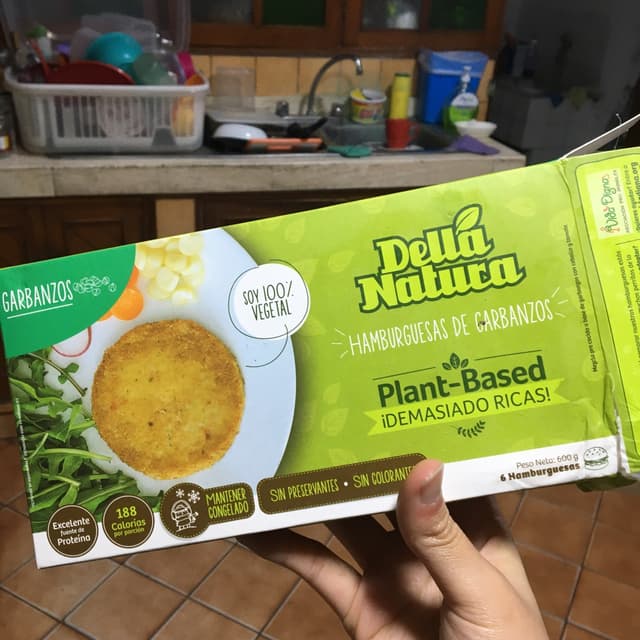 GARBANZOS
SOY 100%
VEGETAL
Della
Natura
HAMBURGUESAS DE GARBANZOS
Plant-Based
¡DEMASIADO RICAS!
Excelente
fuente de
Proteína
188
Calorías
por porción
MANTENER
CONGELADO
SIN PRESERVANTES • SIN COLORANTE
Peso Neto: 600 g
6 Hamburguesas